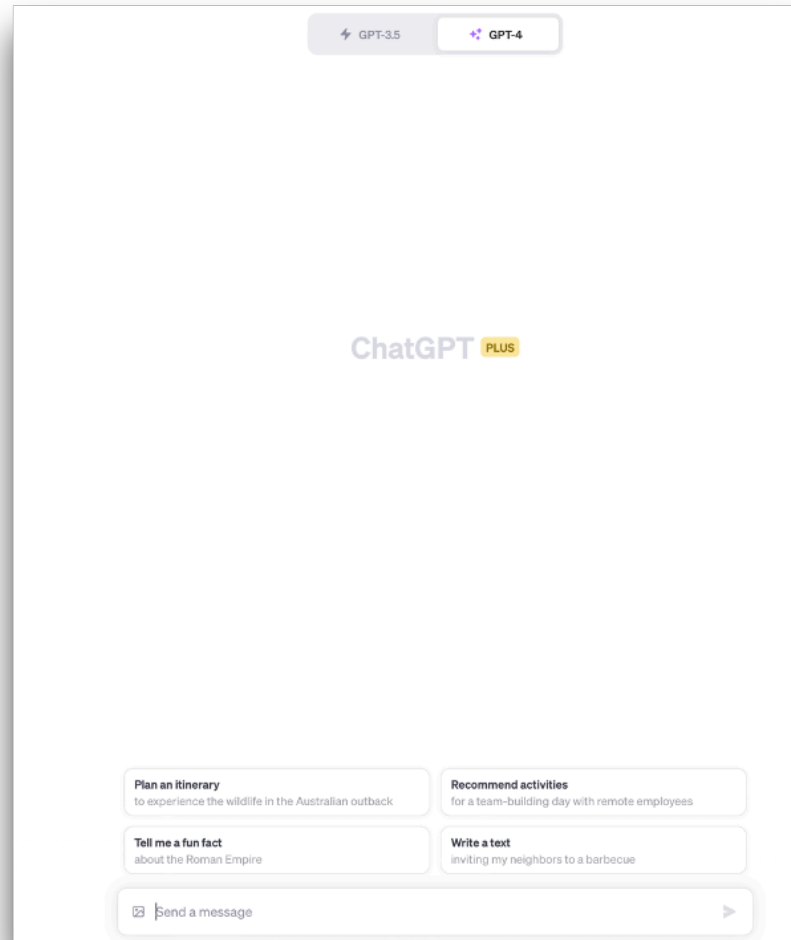 GPT-3.5 GPT-4
ChatGPT PLUS
Plan an itinerary
to experience the wildlife in the Australian outback
Recommend activities
for a team-building day with remote employees
Tell me a fun fact
about the Roman Empire
Write a text
inviting my neighbors to a barbecue
Send a message